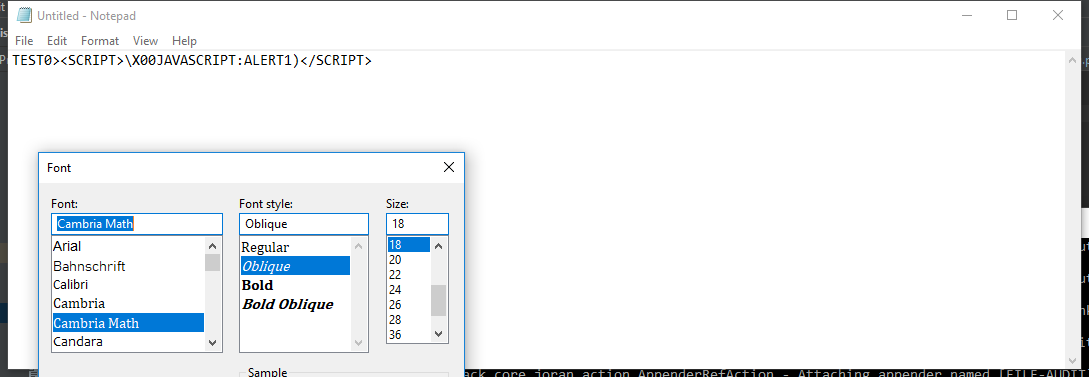 Untitled - Notepad
File Edit Format View Help
TEST0><SCRIPT>\X00JAVASCRIPT:ALERT1)</SCRIPT>
Font
Font: Font style: Size:
Cambria Math Oblique 18
Arial Regular 18
Bahnschrift Oblique 20
Calibri Bold 22
Cambria Bold Oblique 24
Cambria Math 26
Candara 28
36
Sample
ack core joran action AppenderRefAction - Attaching appender named [FILE-AUDIT